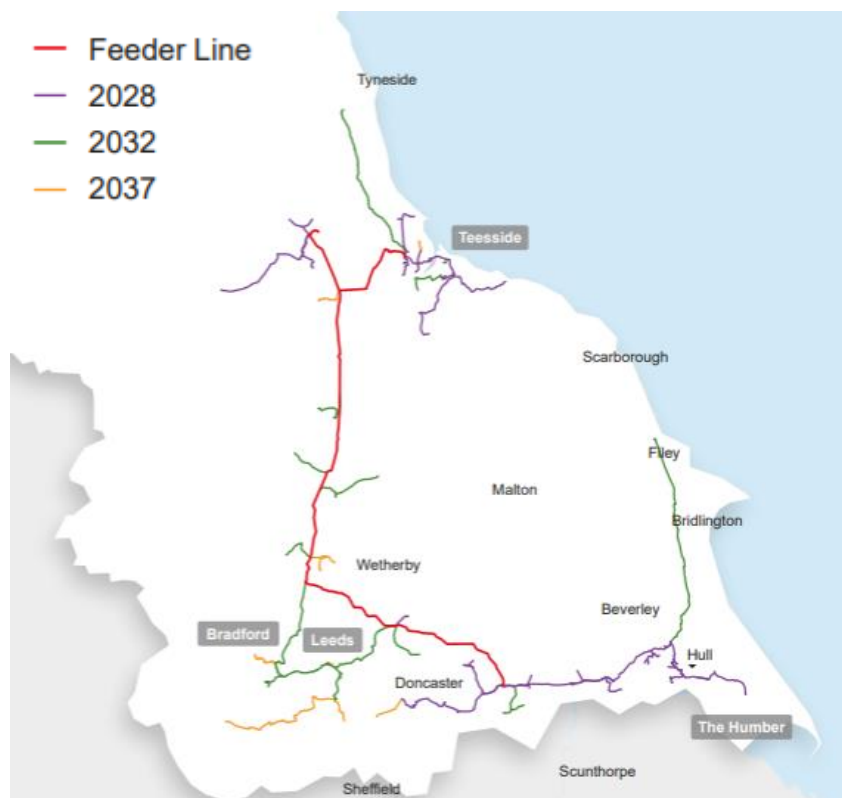 Feeder Line
2028
2032
2037
Tyneside
Teesside
Scarborough
Filey
Malton
Bridlington
Wetherby
Beverley
Bradford
Leeds
Hull
Doncaster
The Humber
Scunthorpe
Sheffield